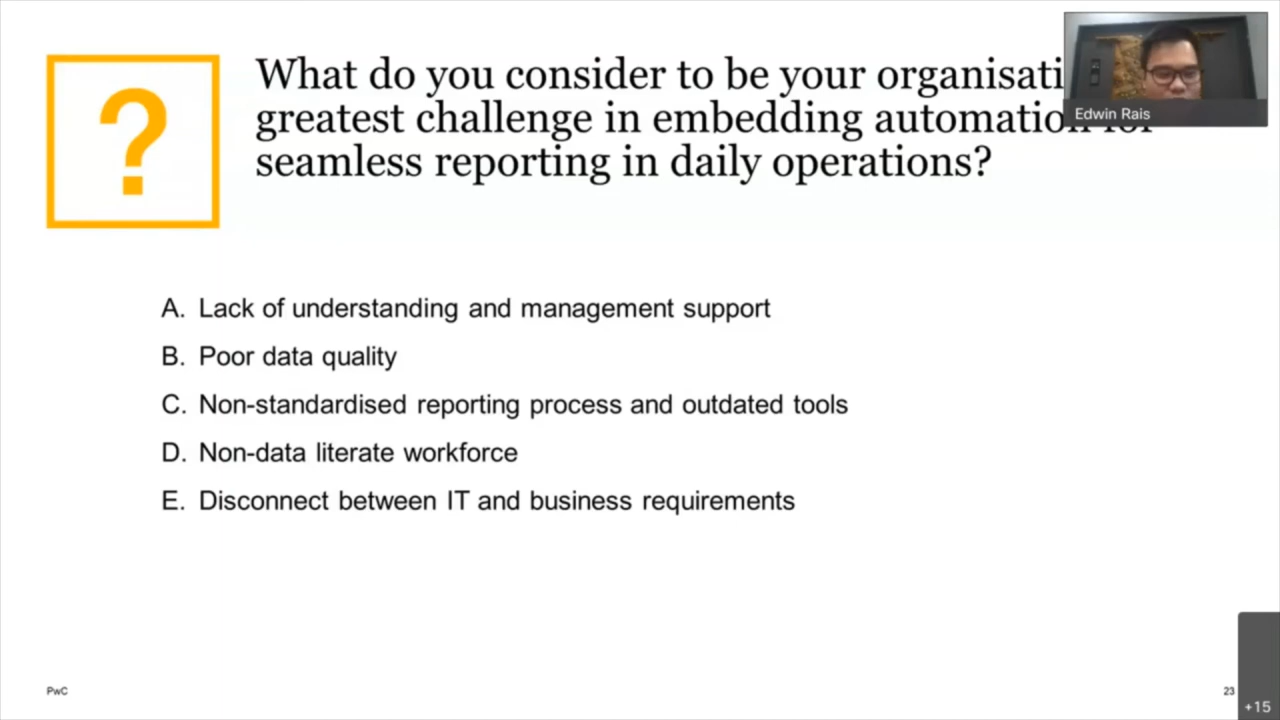 ?
What do you consider to be your organisati
greatest challenge in embedding automation for
seamless reporting in daily operations?
Edwin Rais
A. Lack of understanding and management support
B. Poor data quality
C. Non-standardised reporting process and outdated tools
D. Non-data literate workforce
E. Disconnect between IT and business requirements
PwC
23
+15